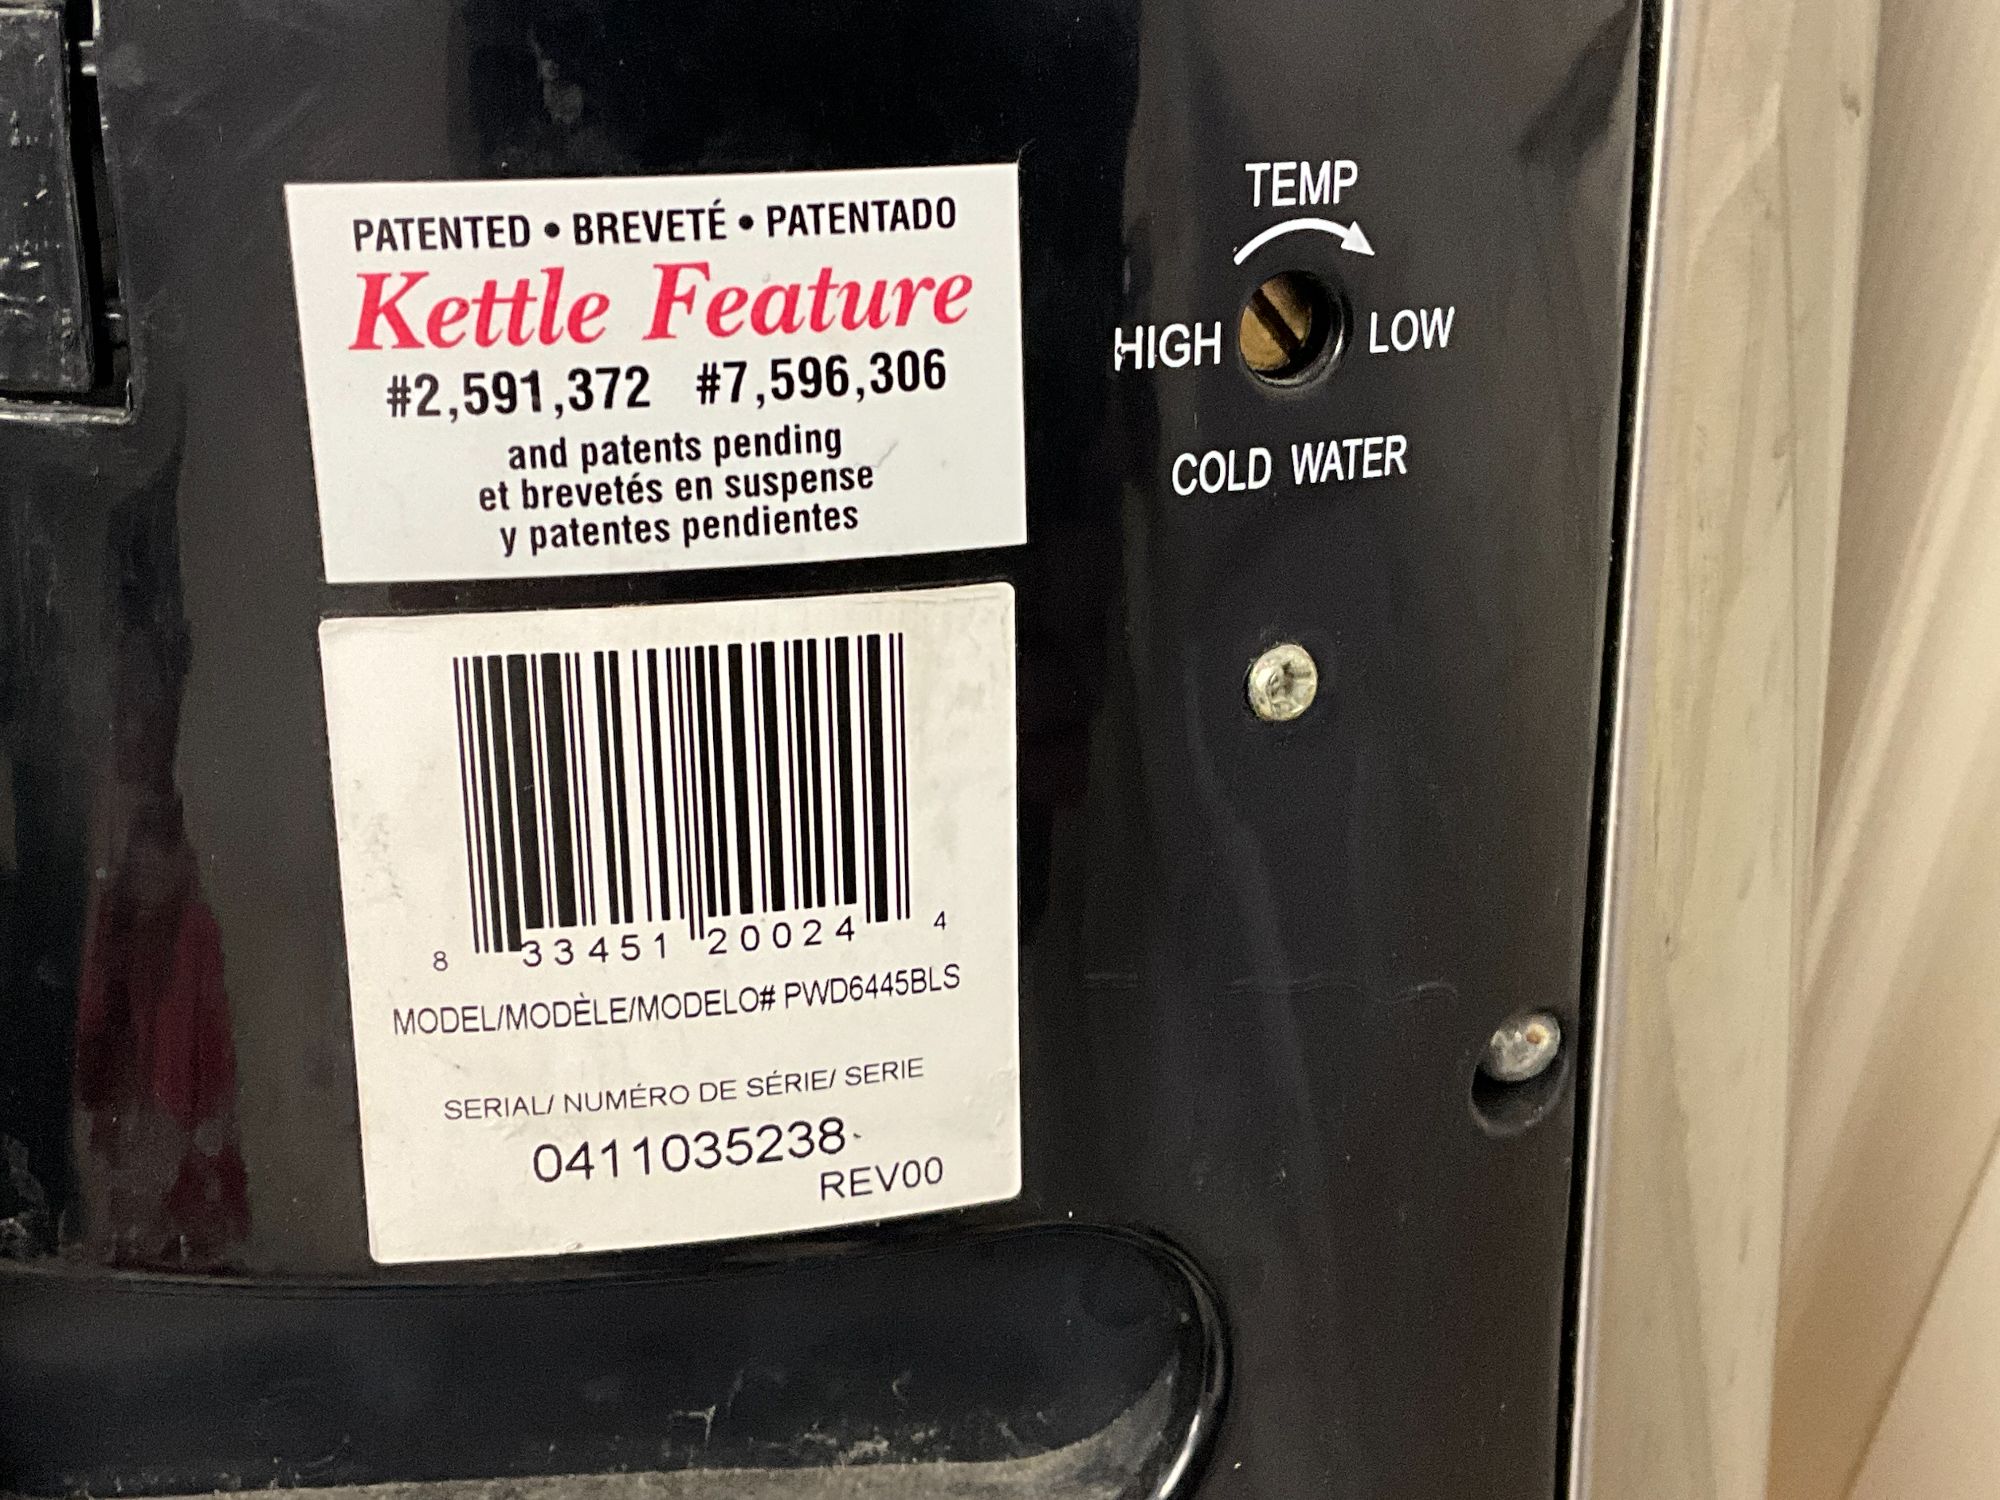 PATENTED • BREVETÉ • PATENTADO
Kettle Feature
#2,591,372 #7,596,306
and patents pending
et brevetés en suspense
y patentes pendientes
TEMP
HIGH LOW
COLD WATER
8 33451 20024 4
MODEL/MODÈLE/MODELO# PWD6445BLS
SERIAL/ NUMÉRO DE SÉRIE/ SERIE
0411035238
REV00